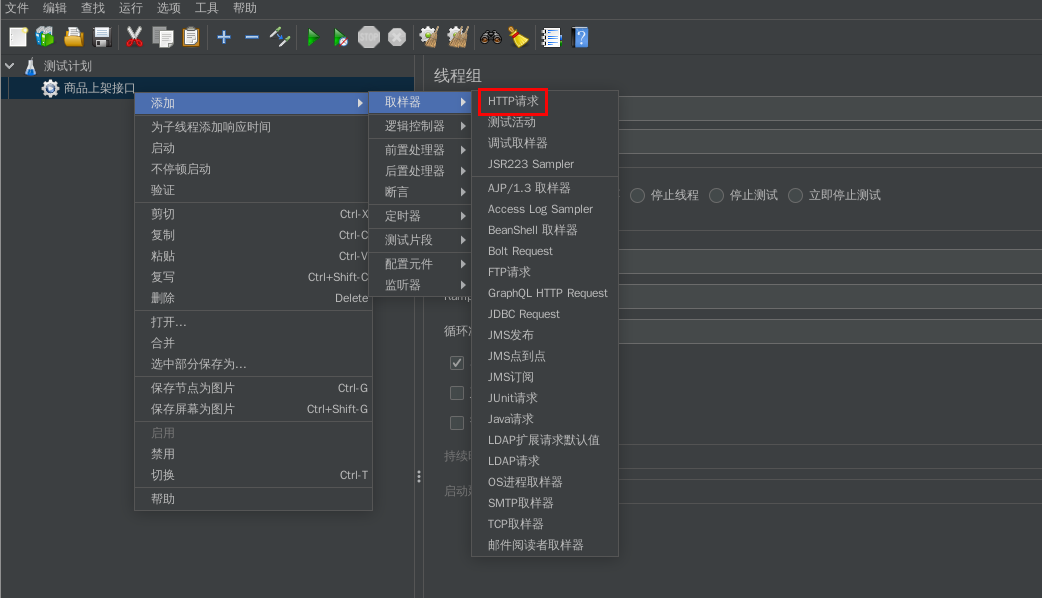 文件 编辑 查找 运行 选项 工具 帮助
STOP
测试计划
商品上架接口
线程组
添加
为子线程添加响应时间
启动
不停顿启动
验证
剪切 Ctrl-X
复制 Ctrl-C
粘贴 Ctrl-V
复写 Ctrl+Shift-C
删除 Delete
打开...
合并
选中部分保存为...
保存节点为图片 Ctrl-G
保存屏幕为图片 Ctrl+Shift-G
启用
禁用
切换 Ctrl-T
帮助
取样器
逻辑控制器
前置处理器
后置处理器
断言
定时器
测试片段
配置元件
监听器
HTTP请求
测试活动
调试取样器
JSR223 Sampler
AJP/1.3 取样器
Access Log Sampler
BeanShell 取样器
Bolt Request
FTP请求
GraphQL HTTP Request
JDBC Request
JMS发布
JMS点到点
JMS订阅
JUnit请求
Java请求
LDAP扩展请求默认值
LDAP请求
OS进程取样器
SMTP取样器
TCP取样器
邮件阅读者取样器
停止线程 停止测试 立即停止测试
循环
持续
启动